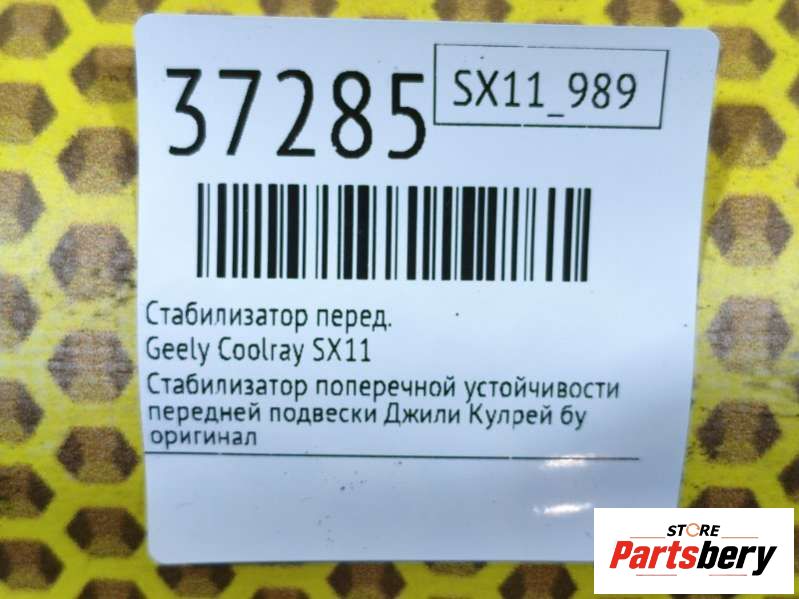 37285
SX11_989
Стабилизатор перед.
Geely Coolray SX11
Стабилизатор поперечной устойчивости
передней подвески Джили Кулрей бу
оригинал
STORE
Partsbery